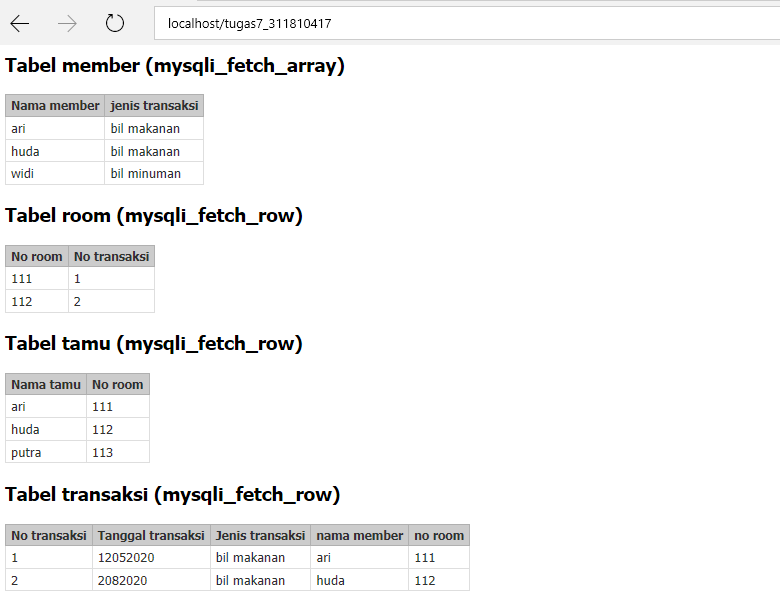 localhost/tugas7_311810417
Tabel member (mysqli_fetch_array)
Nama member jenis transaksi
ari bil makanan
huda bil makanan
widi bil minuman
Tabel room (mysqli_fetch_row)
No room No transaksi
111 1
112 2
Tabel tamu (mysqli_fetch_row)
Nama tamu No room
ari 111
huda 112
putra 113
Tabel transaksi (mysqli_fetch_row)
No transaksi Tanggal transaksi Jenis transaksi nama member no room
1 12052020 bil makanan ari 111
2 2082020 bil makanan huda 112